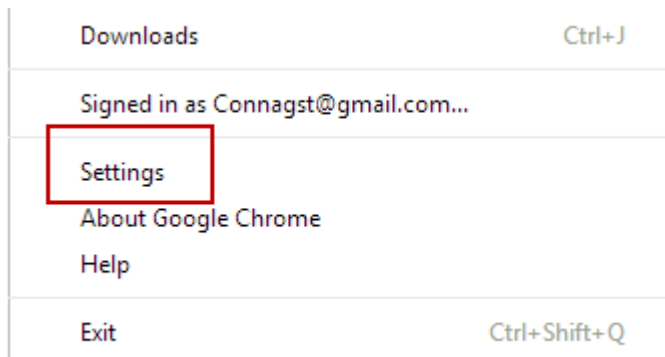 Downloads Ctrl+J
Signed in as Connagst@gmail.com...
Settings
About Google Chrome
Help
Exit Ctrl+Shift+Q